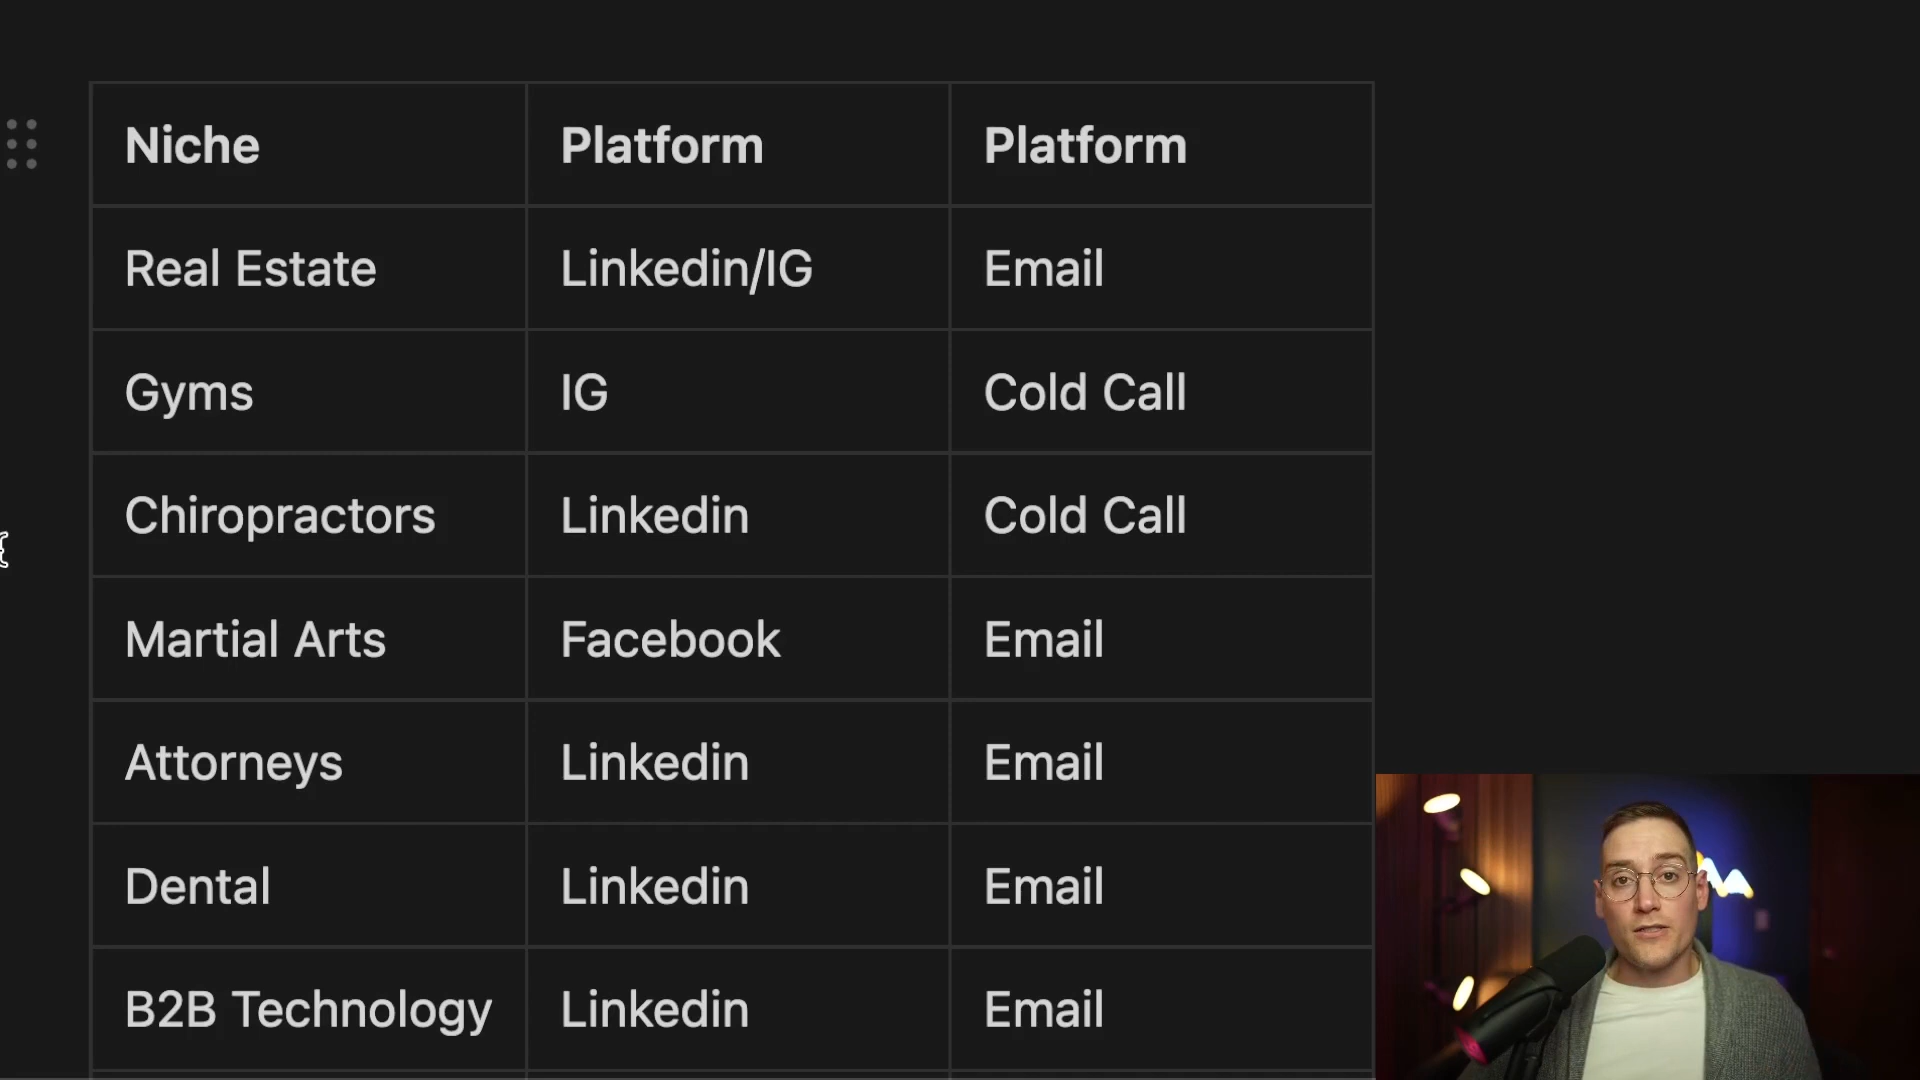 Niche Platform Platform
Real Estate Linkedin/IG Email
Gyms IG Cold Call
Chiropractors Linkedin Cold Call
Martial Arts Facebook Email
Attorneys Linkedin Email
Dental Linkedin Email
B2B Technology Linkedin Email